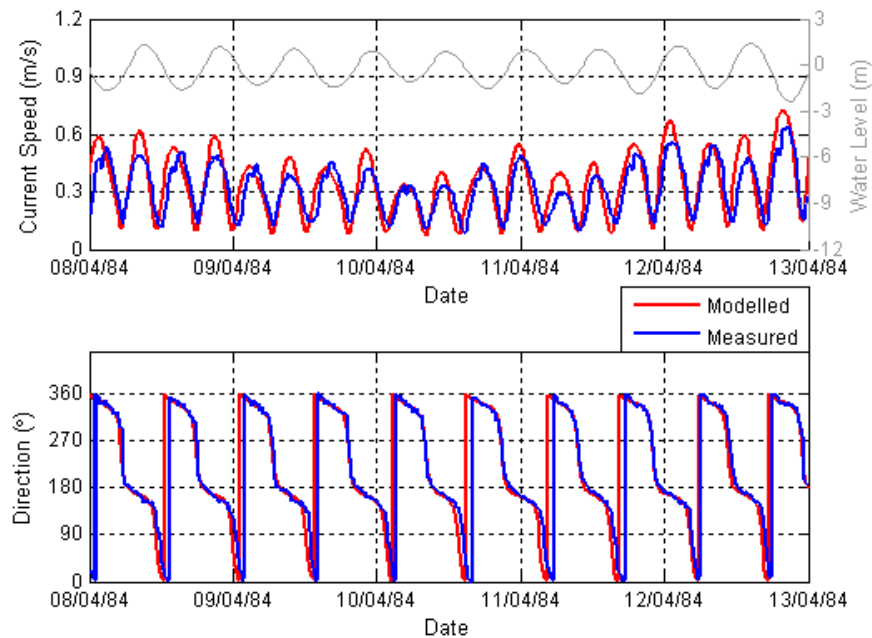 Current Speed (m/s)
1.2
0.9
0.6
0.3
0
3
0
-3
-6
-9
-12
Water Level (m)
08/04/84 09/04/84 10/04/84 11/04/84 12/04/84 13/04/84
Date
Modelled
Measured
Direction (°)
360
270
180
90
0
08/04/84 09/04/84 10/04/84 11/04/84 12/04/84 13/04/84
Date